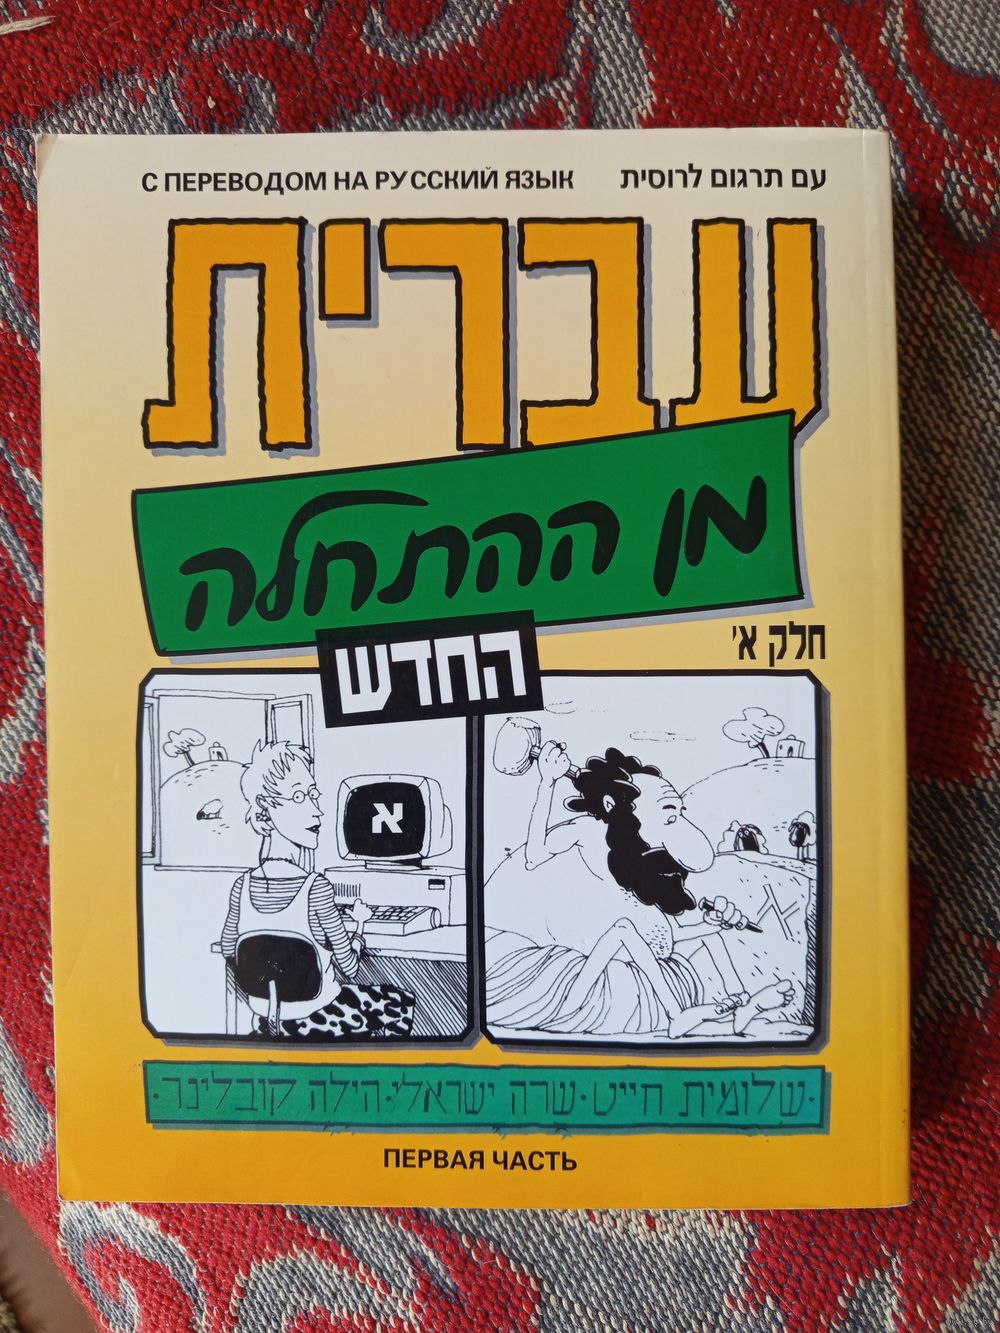 С ПЕРЕВОДОМ НА РУССКИЙ ЯЗЫК עם תרגום לרוסית
עברית
מן ההתחלה
החדש
חלק א'
א
שלומית חייט · שרה ישראלי · הילה קובלינר
ПЕРВАЯ ЧАСТЬ